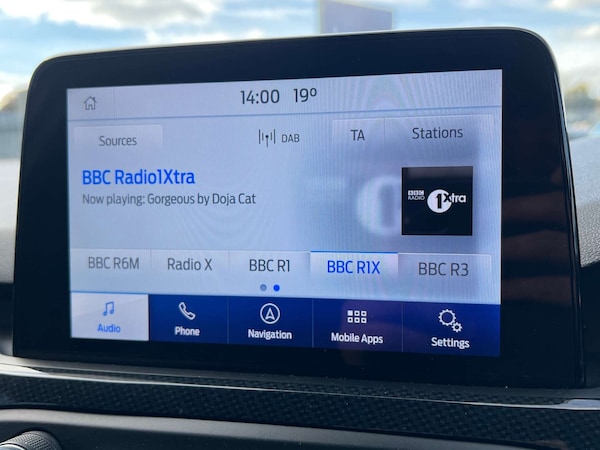 14:00 19°
Sources DAB TA Stations
BBC Radio1Xtra
Now playing: Gorgeous by Doja Cat
BBC RADIO 1Xtra
BBC R6M Radio X BBC R1 BBC R1X BBC R3
Audio Phone Navigation Mobile Apps Settings